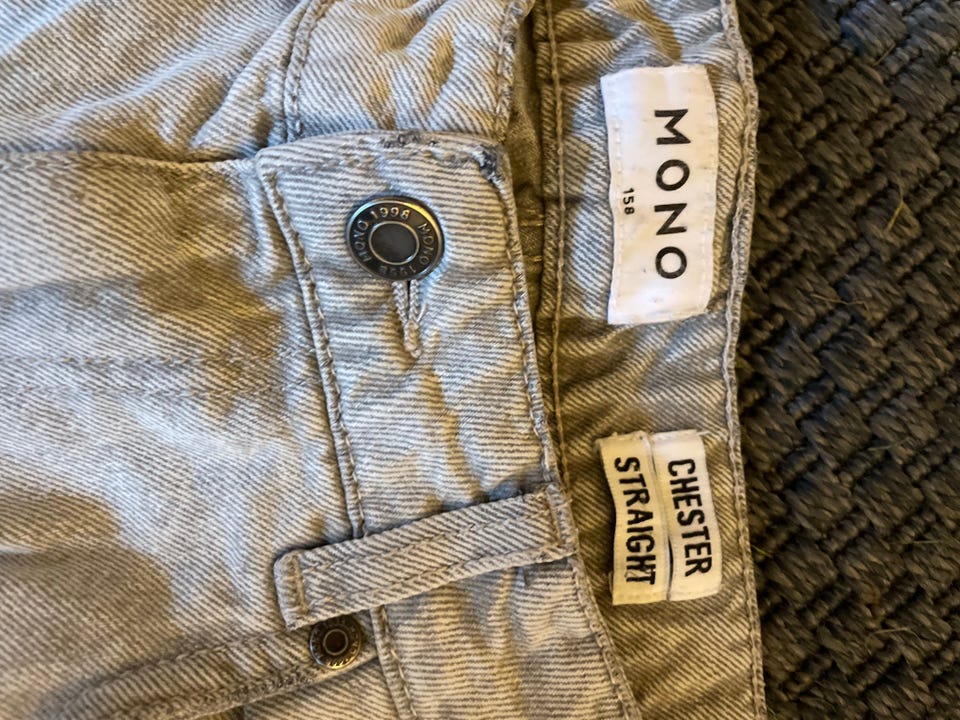 MONO
158
CHESTER
STRAIGHT
MONO 1998 MONO 1998